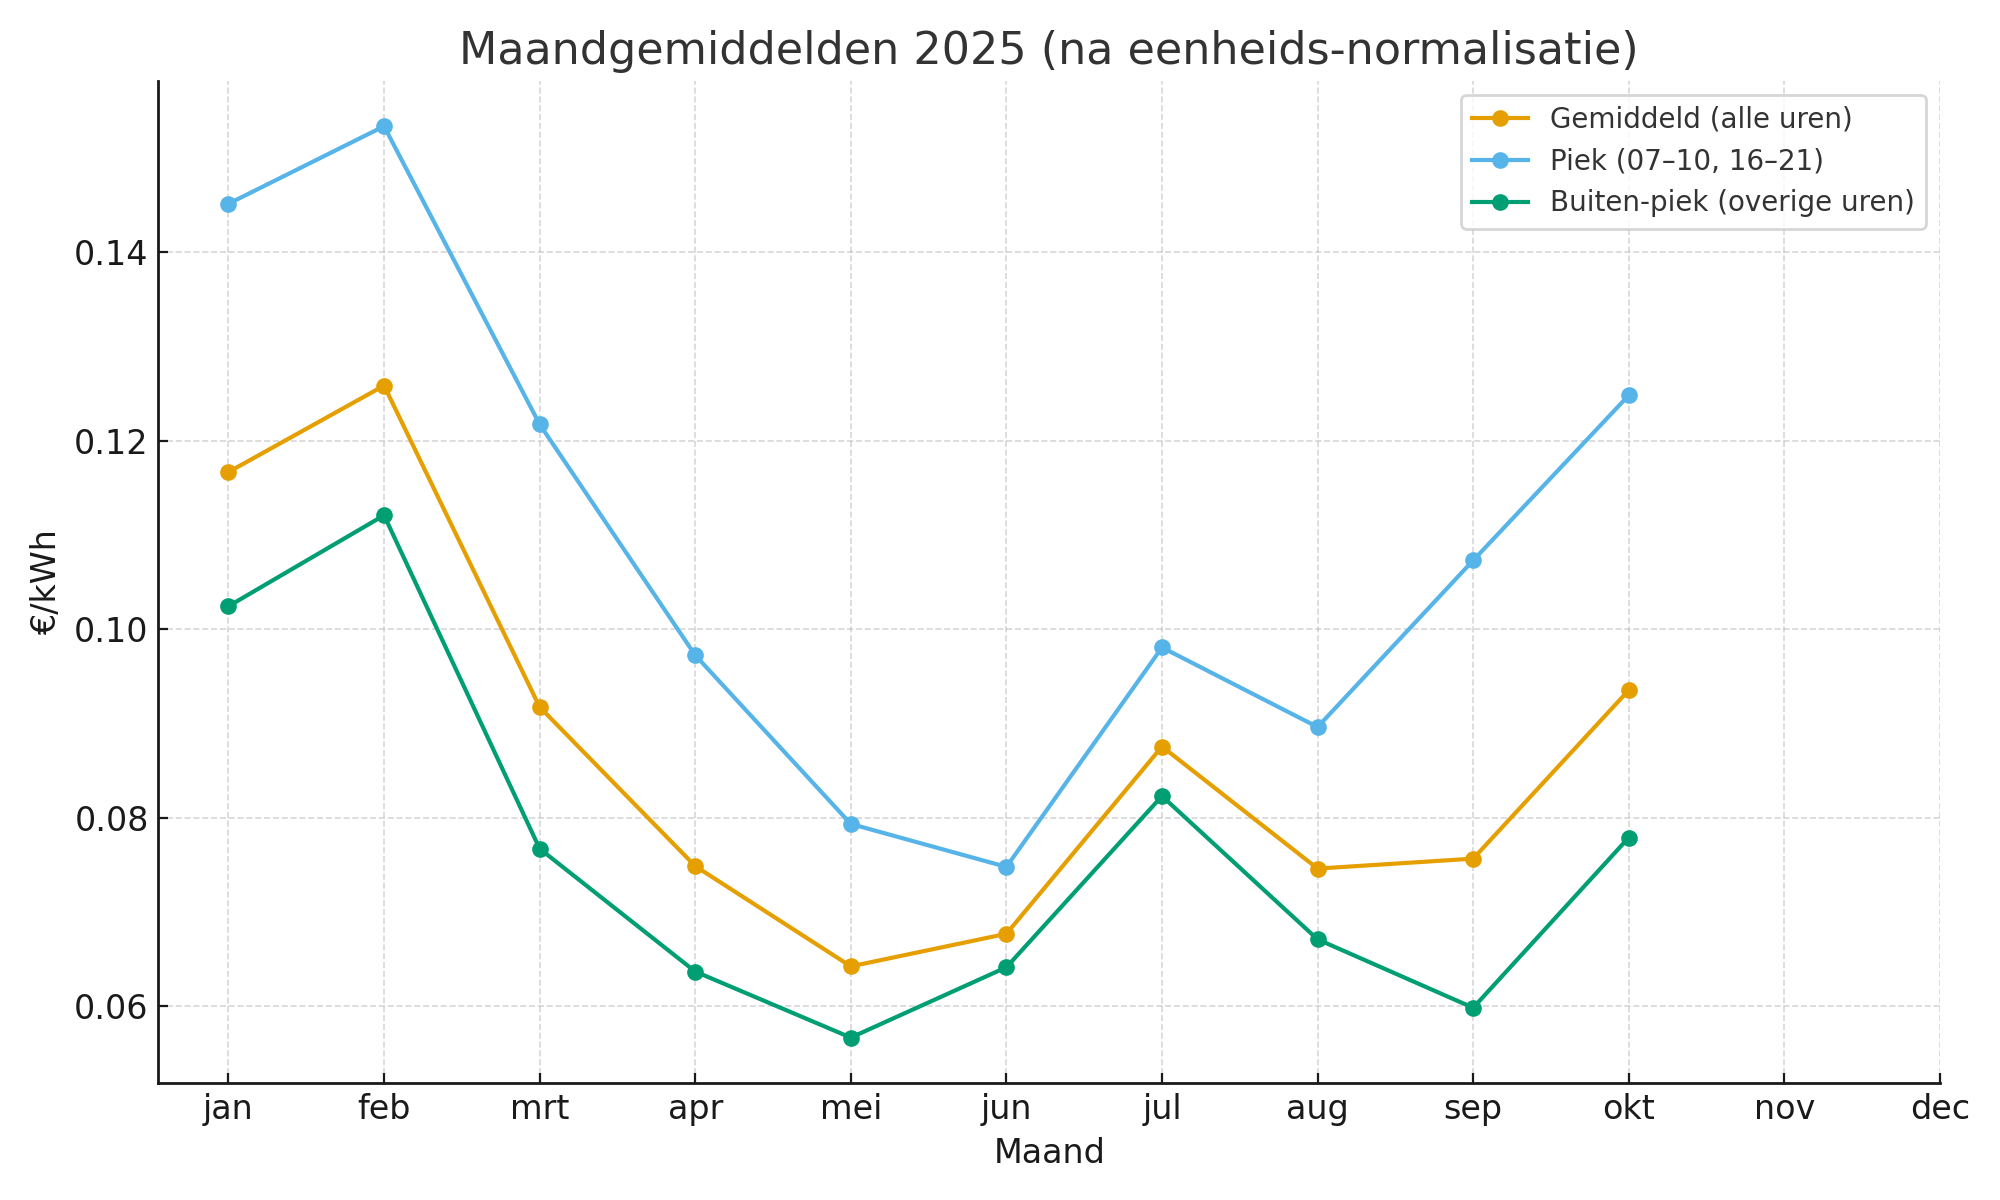 Maandgemiddelden 2025 (na eenheids-normalisatie)
Gemiddeld (alle uren)
Piek (07–10, 16–21)
Buiten-piek (overige uren)
€/kWh
0.14
0.12
0.10
0.08
0.06
jan feb mrt apr mei jun jul aug sep okt nov dec
Maand